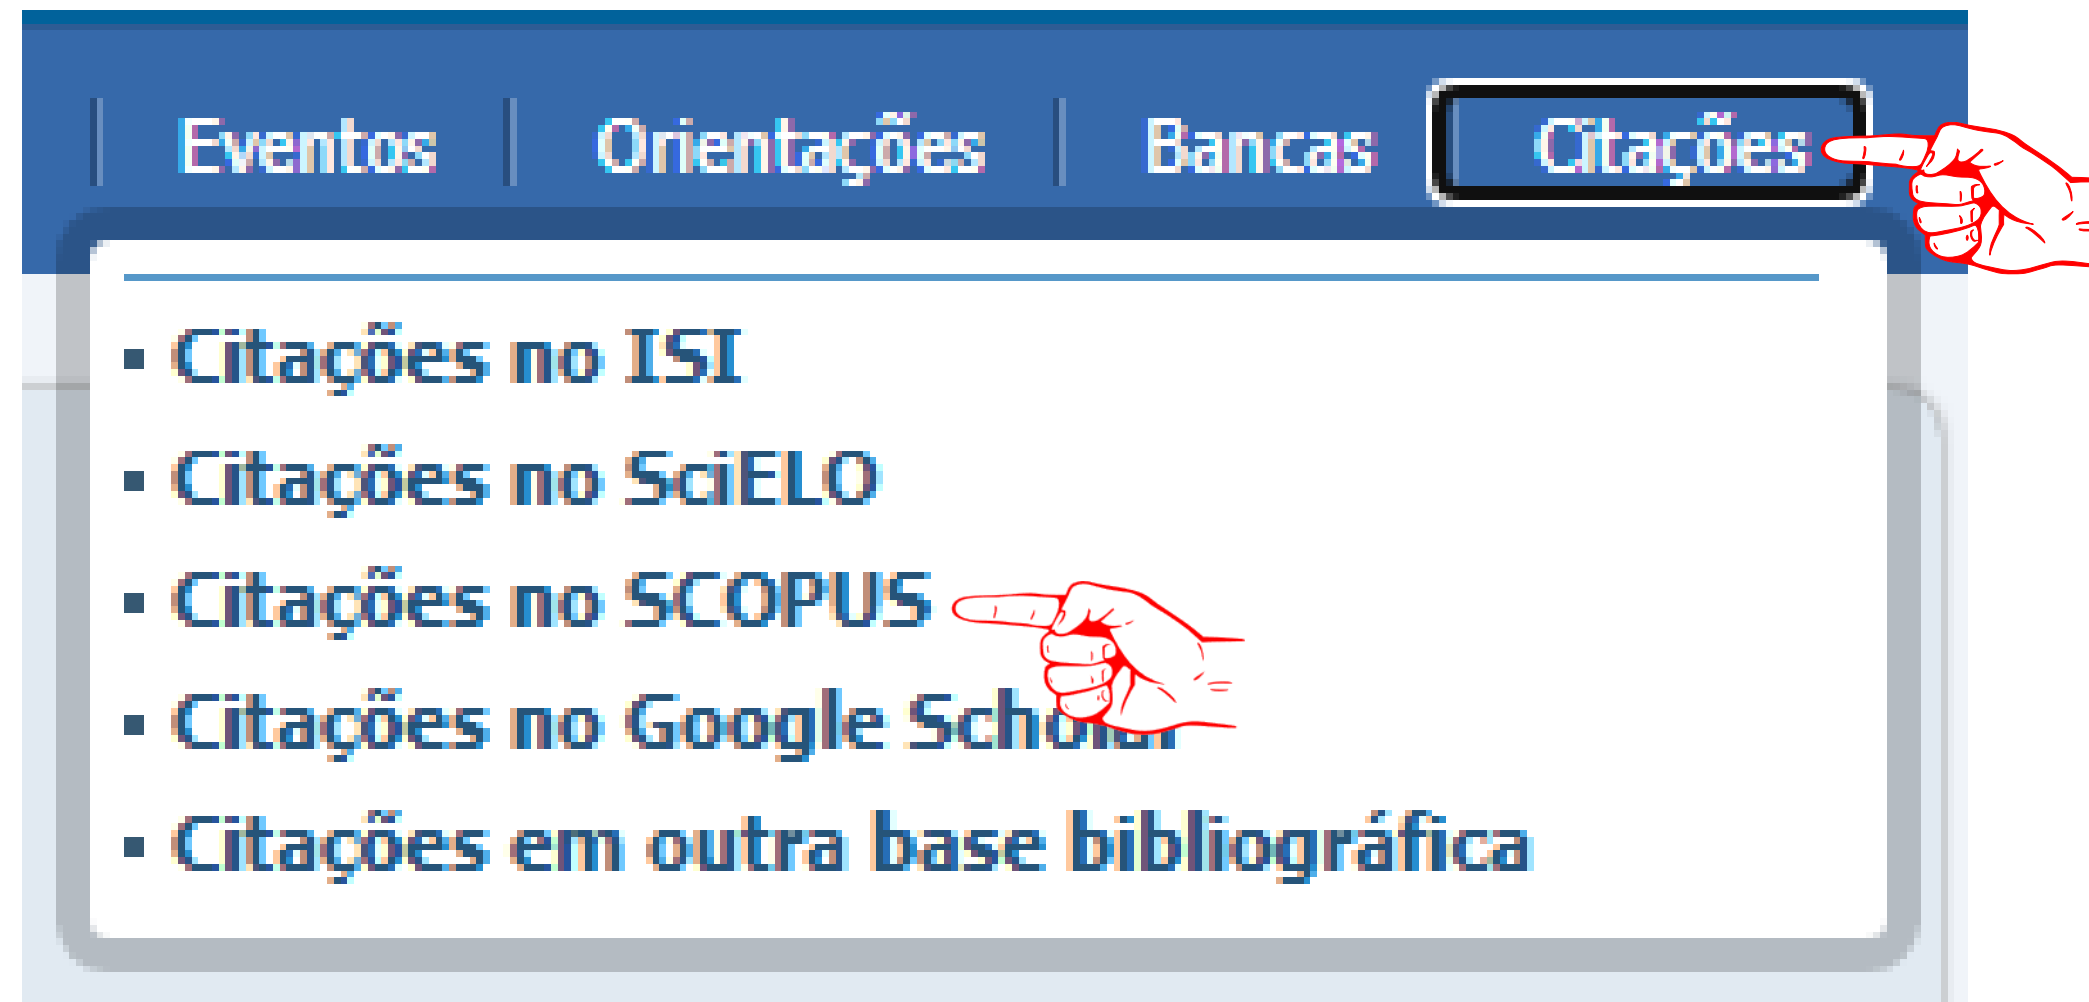 Eventos Orientações Bancas Citações
Citações no ISI
Citações no SciELO
Citações no SCOPUS
Citações no Google Scholar
Citações em outra base bibliográfica